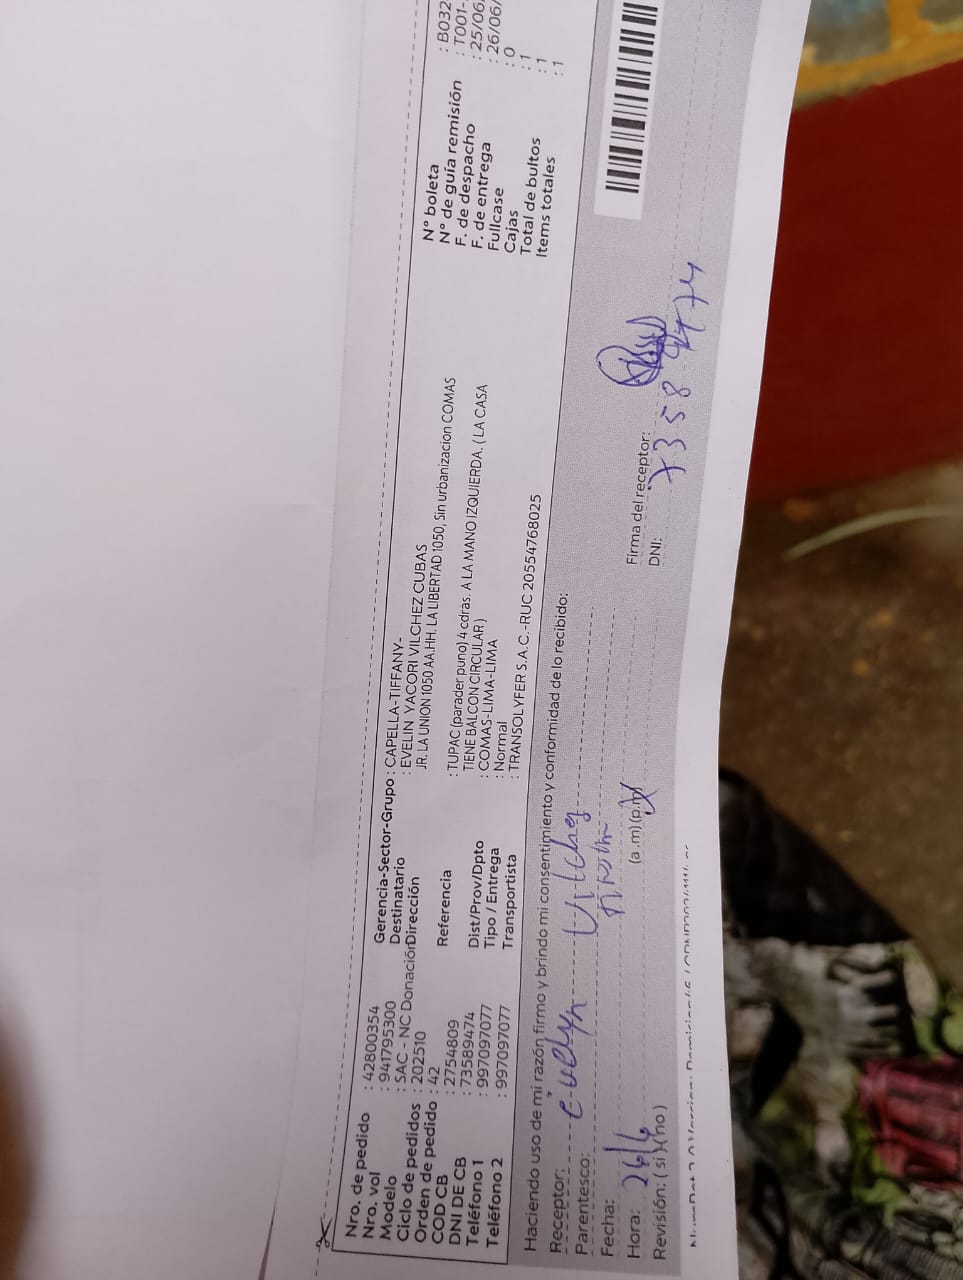 Nro. de pedido : 42800354
Nro. vol : 941795300
Modelo : SAC - NC Donación
Ciclo de pedidos : 202510
Orden de pedido : 42
COD CB : 2754809
DNI DE CB : 73589474
Teléfono 1 : 997097077
Teléfono 2 : 997097077
Gerencia-Sector-Grupo : CAPELLA-TIFFANY-
Destinatario : EVELIN YACORI VILCHEZ CUBAS
Dirección JR. LA UNION 1050 AA.HH. LA LIBERTAD 1050, Sin urbanizacion COMAS
Referencia : TUPAC (parader puno) 4 cdras. A LA MANO IZQUIERDA, ( LA CASA
TIENE BALCON CIRCULAR )
Dist/Prov/Dpto : COMAS-LIMA-LIMA
Tipo / Entrega : Normal
Transportista : TRANSOLYFER S.A.C.-RUC 20554768025
N° boleta : B032
N° de guía remisión : T001-
F. de despacho : 25/06/
F. de entrega : 26/06/
Fullcase : 0
Cajas : 1
Total de bultos : 1
Items totales : 1
Haciendo uso de mi razón, firmo y brindo mi consentimiento y conformidad de lo recibido:
Receptor: Evelyn Vilchez
Parentesco:
Fecha: 26/6
Hora: (a.m) (p.m)
Revisión: ( si ) ( no )
Firma del receptor:
DNI: 73589474